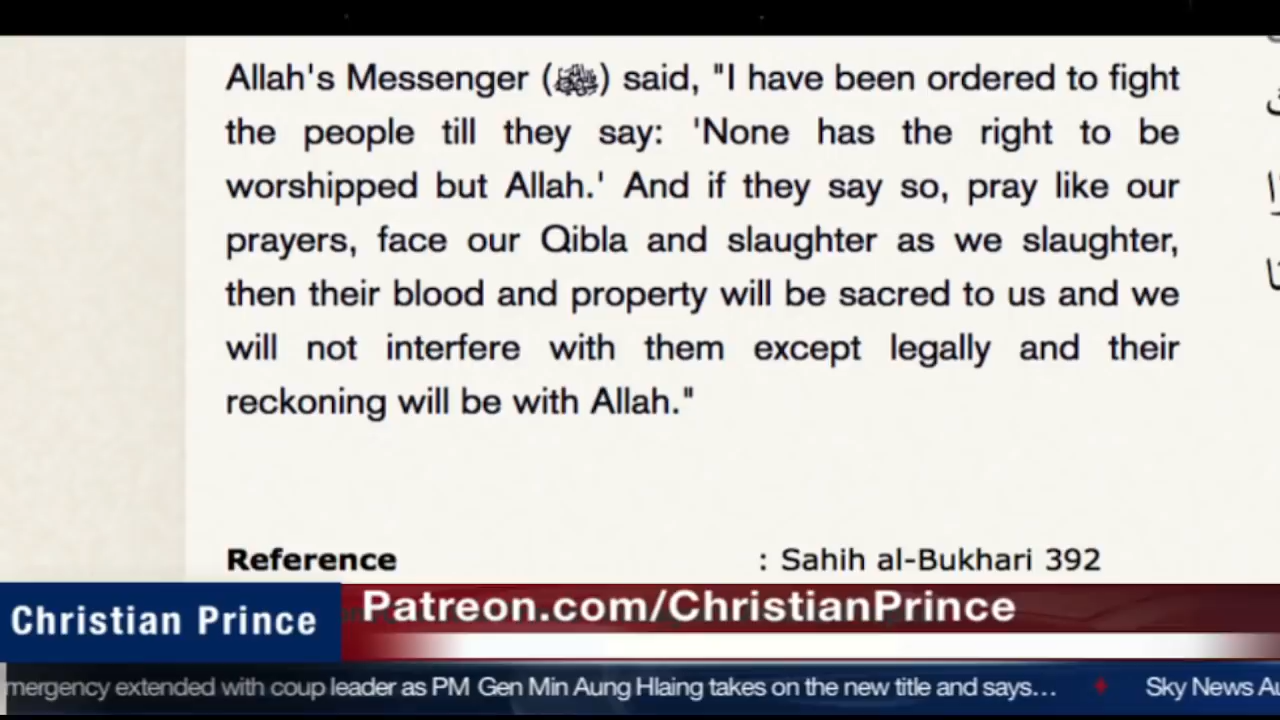 Allah's Messenger (ﷺ) said, "I have been ordered to fight
the people till they say: 'None has the right to be
worshipped but Allah.' And if they say so, pray like our
prayers, face our Qibla and slaughter as we slaughter,
then their blood and property will be sacred to us and we
will not interfere with them except legally and their
reckoning will be with Allah."
Reference : Sahih al-Bukhari 392
Christian Prince
Patreon.com/ChristianPrince
mergency extended with coup leader as PM Gen Min Aung Hlaing takes on the new title and says... Sky News Au